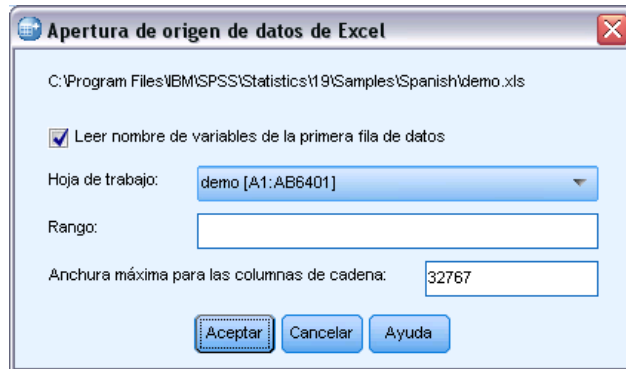 Apertura de origen de datos de Excel
C:\Program Files\IBM\SPSS\Statistics\19\Samples\Spanish\demo.xls
Leer nombre de variables de la primera fila de datos
Hoja de trabajo: demo [A1:AB6401]
Rango:
Anchura máxima para las columnas de cadena: 32767
Aceptar Cancelar Ayuda